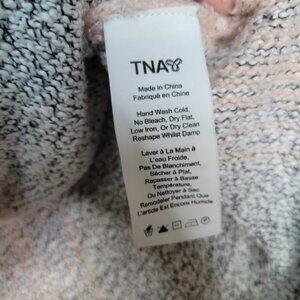 TNA
Made in China
Fabriqué en Chine
Hand Wash Cold,
No Bleach, Dry Flat,
Low Iron, Or Dry Clean
Reshape Whilst Damp
Laver à La Main à
L'eau Froide,
Pas De Blanchiment,
Sécher à Plat,
Repasser à Basse
Température,
Ou Nettoyer à Sec
Remodeler Pendant Que
L'article Est Encore Humide